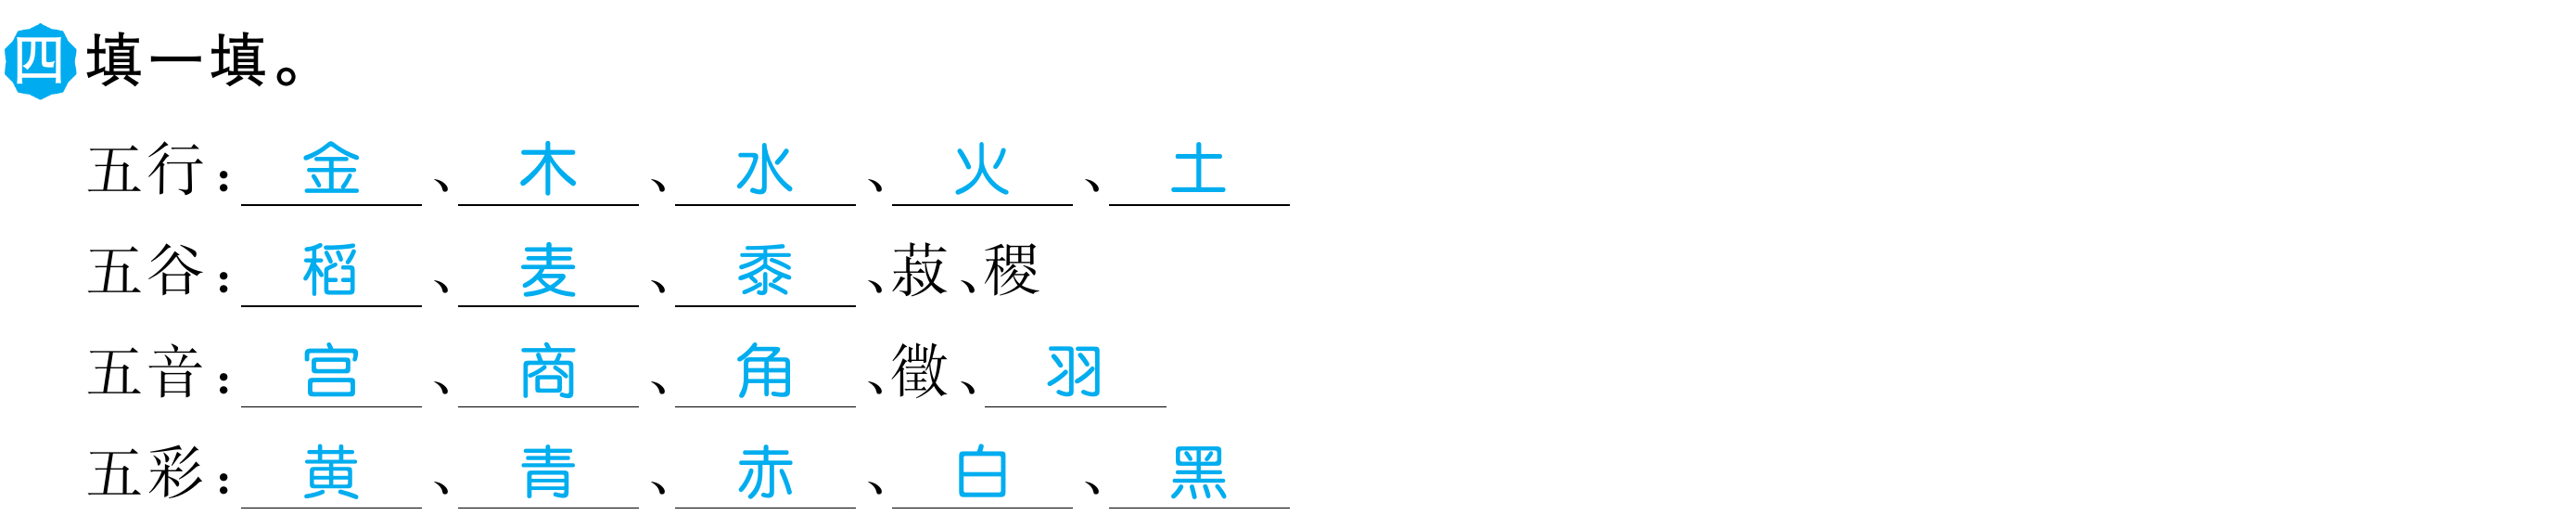 四 填一填。
五行：金、木、水、火、土
五谷：稻、麦、黍、菽、稷
五音：宫、商、角、徵、羽
五彩：黄、青、赤、白、黑